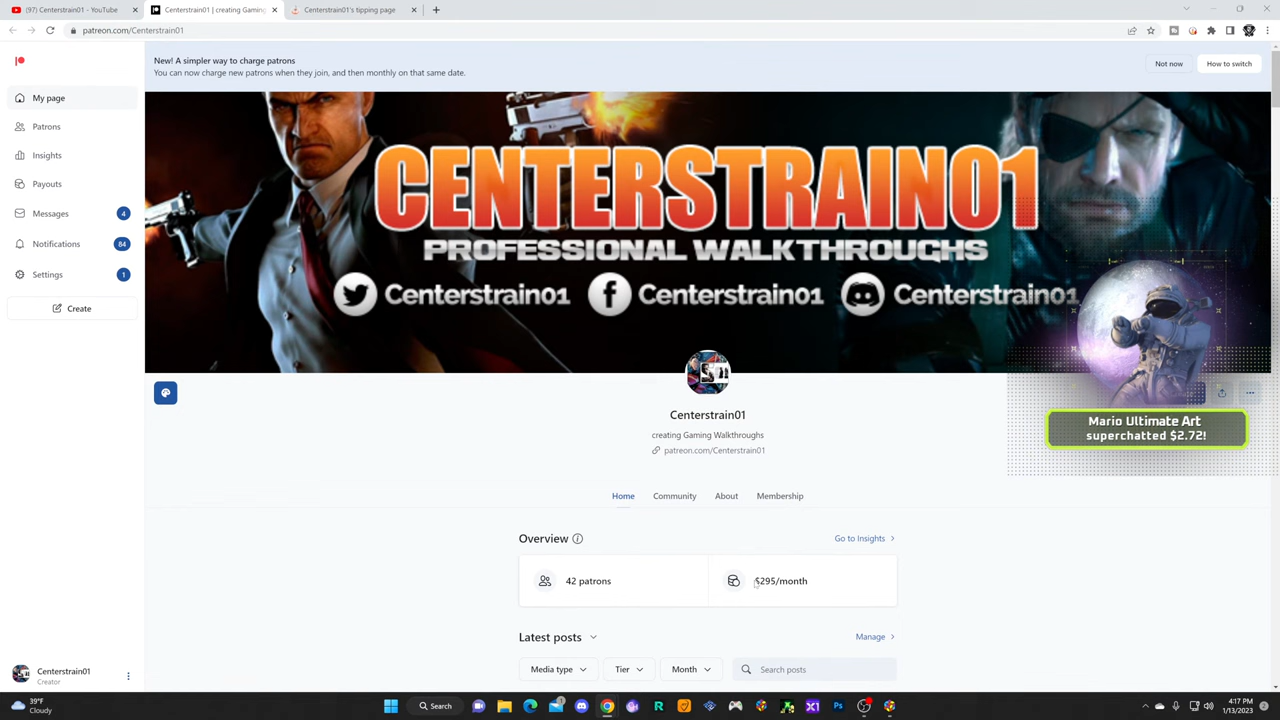 (97) Centerstrain01 - YouTube
Centerstrain01 | creating Gaming
Centerstrain01's tipping page
patreon.com/Centerstrain01
New! A simpler way to charge patrons
You can now charge new patrons when they join, and then monthly on that same date.
Not now
How to switch
My page
Patrons
Insights
Payouts
Messages
4
Notifications
84
Settings
1
Create
CENTERSTRAIN01
PROFESSIONAL WALKTHROUGHS
Centerstrain01
Centerstrain01
Centerstrain01
Mario Ultimate Art
superchatted $2.72!
Centerstrain01
creating Gaming Walkthroughs
patreon.com/Centerstrain01
Home
Community
About
Membership
Overview
Go to Insights
42 patrons
$295/month
Latest posts
Manage
Media type
Tier
Month
Search posts
Centerstrain01
Creator
39°F
Cloudy
Search
4:17 PM
1/13/2023